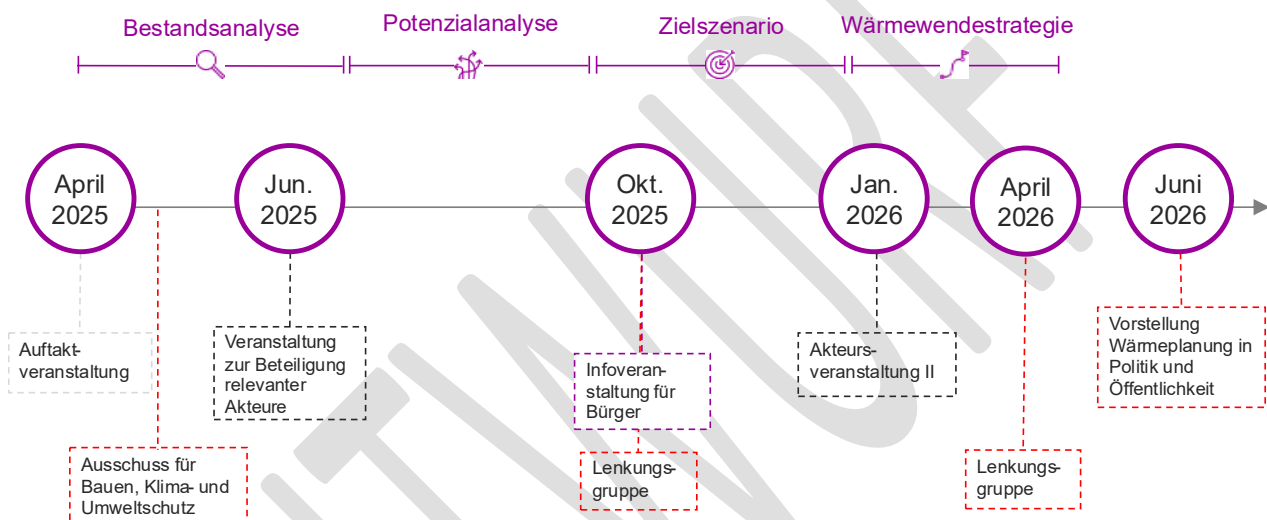 Bestandsanalyse
Potenzialanalyse
Zielszenario
Wärmewendestrategie
April
2025
Jun.
2025
Okt.
2025
Jan.
2026
April
2026
Juni
2026
Auftakt-
veranstaltung
Ausschuss für
Bauen, Klima- und
Umweltschutz
Veranstaltung
zur Beteiligung
relevanter
Akteure
Infoveran-
staltung für
Bürger
Lenkungs-
gruppe
Akteurs-
veranstaltung II
Lenkungs-
gruppe
Vorstellung
Wärmeplanung in
Politik und
Öffentlichkeit
NTWURF